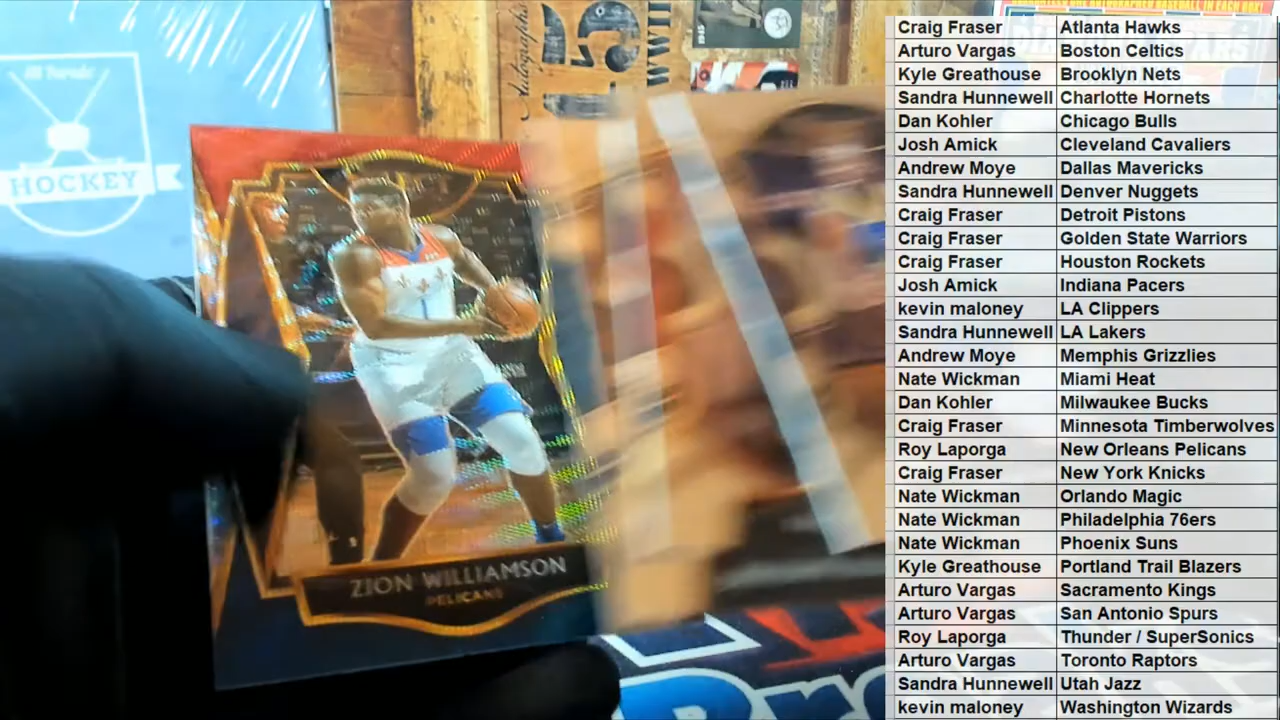 All Brands
HOCKEY
Autographs
15
WWII
1945
ZION WILLIAMSON
PELICANS
Craig Fraser Atlanta Hawks
Arturo Vargas Boston Celtics
Kyle Greathouse Brooklyn Nets
Sandra Hunnewell Charlotte Hornets
Dan Kohler Chicago Bulls
Josh Amick Cleveland Cavaliers
Andrew Moye Dallas Mavericks
Sandra Hunnewell Denver Nuggets
Craig Fraser Detroit Pistons
Craig Fraser Golden State Warriors
Craig Fraser Houston Rockets
Josh Amick Indiana Pacers
kevin maloney LA Clippers
Sandra Hunnewell LA Lakers
Andrew Moye Memphis Grizzlies
Nate Wickman Miami Heat
Dan Kohler Milwaukee Bucks
Craig Fraser Minnesota Timberwolves
Roy Laporga New Orleans Pelicans
Craig Fraser New York Knicks
Nate Wickman Orlando Magic
Nate Wickman Philadelphia 76ers
Nate Wickman Phoenix Suns
Kyle Greathouse Portland Trail Blazers
Arturo Vargas Sacramento Kings
Arturo Vargas San Antonio Spurs
Roy Laporga Thunder / SuperSonics
Arturo Vargas Toronto Raptors
Sandra Hunnewell Utah Jazz
kevin maloney Washington Wizards